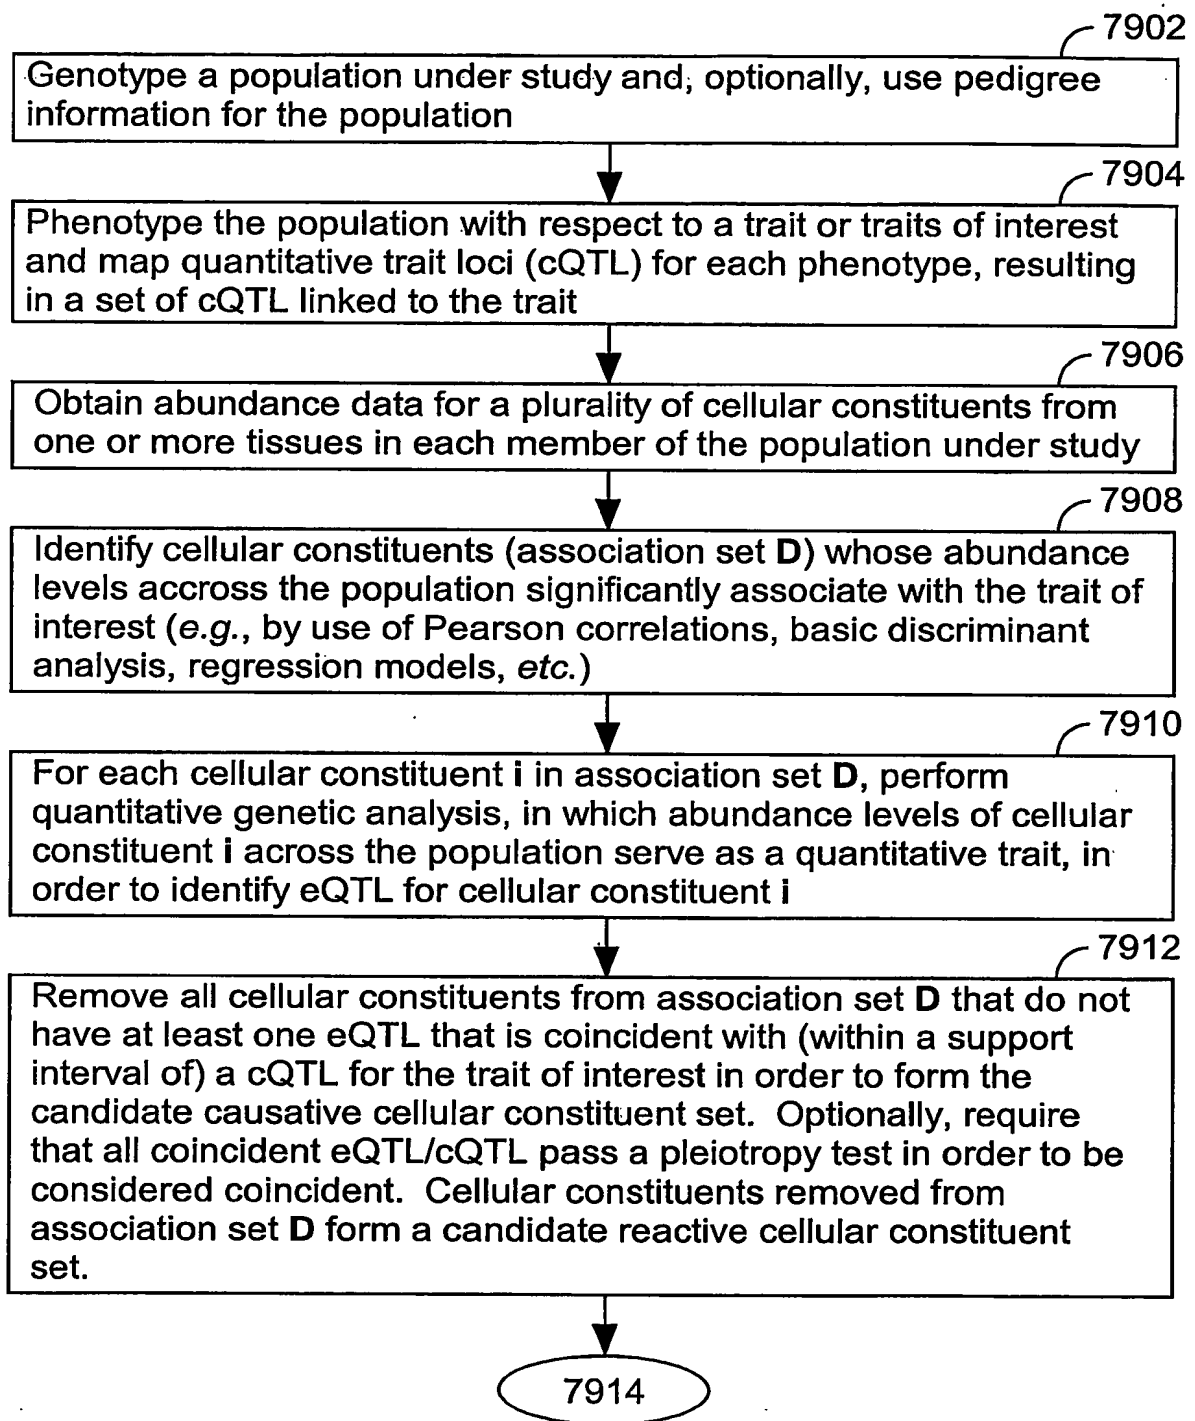 7902
Genotype a population under study and, optionally, use pedigree
information for the population
7904
Phenotype the population with respect to a trait or traits of interest
and map quantitative trait loci (cQTL) for each phenotype, resulting
in a set of cQTL linked to the trait
7906
Obtain abundance data for a plurality of cellular constituents from
one or more tissues in each member of the population under study
7908
Identify cellular constituents (association set D) whose abundance
levels accross the population significantly associate with the trait of
interest (e.g., by use of Pearson correlations, basic discriminant
analysis, regression models, etc.)
7910
For each cellular constituent i in association set D, perform
quantitative genetic analysis, in which abundance levels of cellular
constituent i across the population serve as a quantitative trait, in
order to identify eQTL for cellular constituent i
7912
Remove all cellular constituents from association set D that do not
have at least one eQTL that is coincident with (within a support
interval of) a cQTL for the trait of interest in order to form the
candidate causative cellular constituent set.  Optionally, require
that all coincident eQTL/cQTL pass a pleiotropy test in order to be
considered coincident.  Cellular constituents removed from
association set D form a candidate reactive cellular constituent
set.
7914